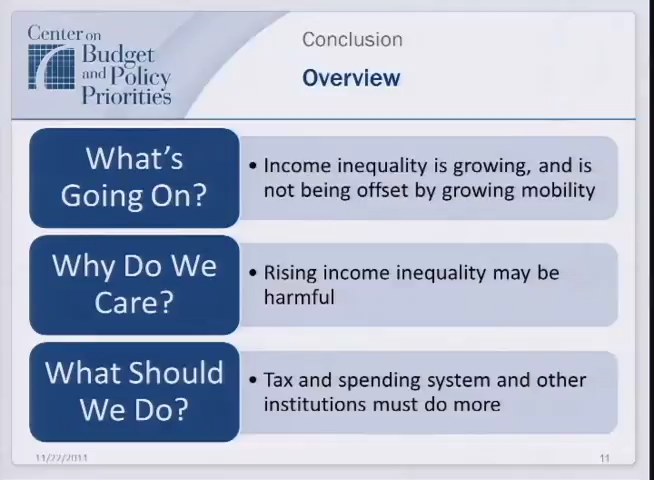 Center on
Budget
and Policy
Priorities
Conclusion
Overview
What's
Going On?
• Income inequality is growing, and is
not being offset by growing mobility
Why Do We
Care?
• Rising income inequality may be
harmful
What Should
We Do?
• Tax and spending system and other
institutions must do more
11/22/2011
11